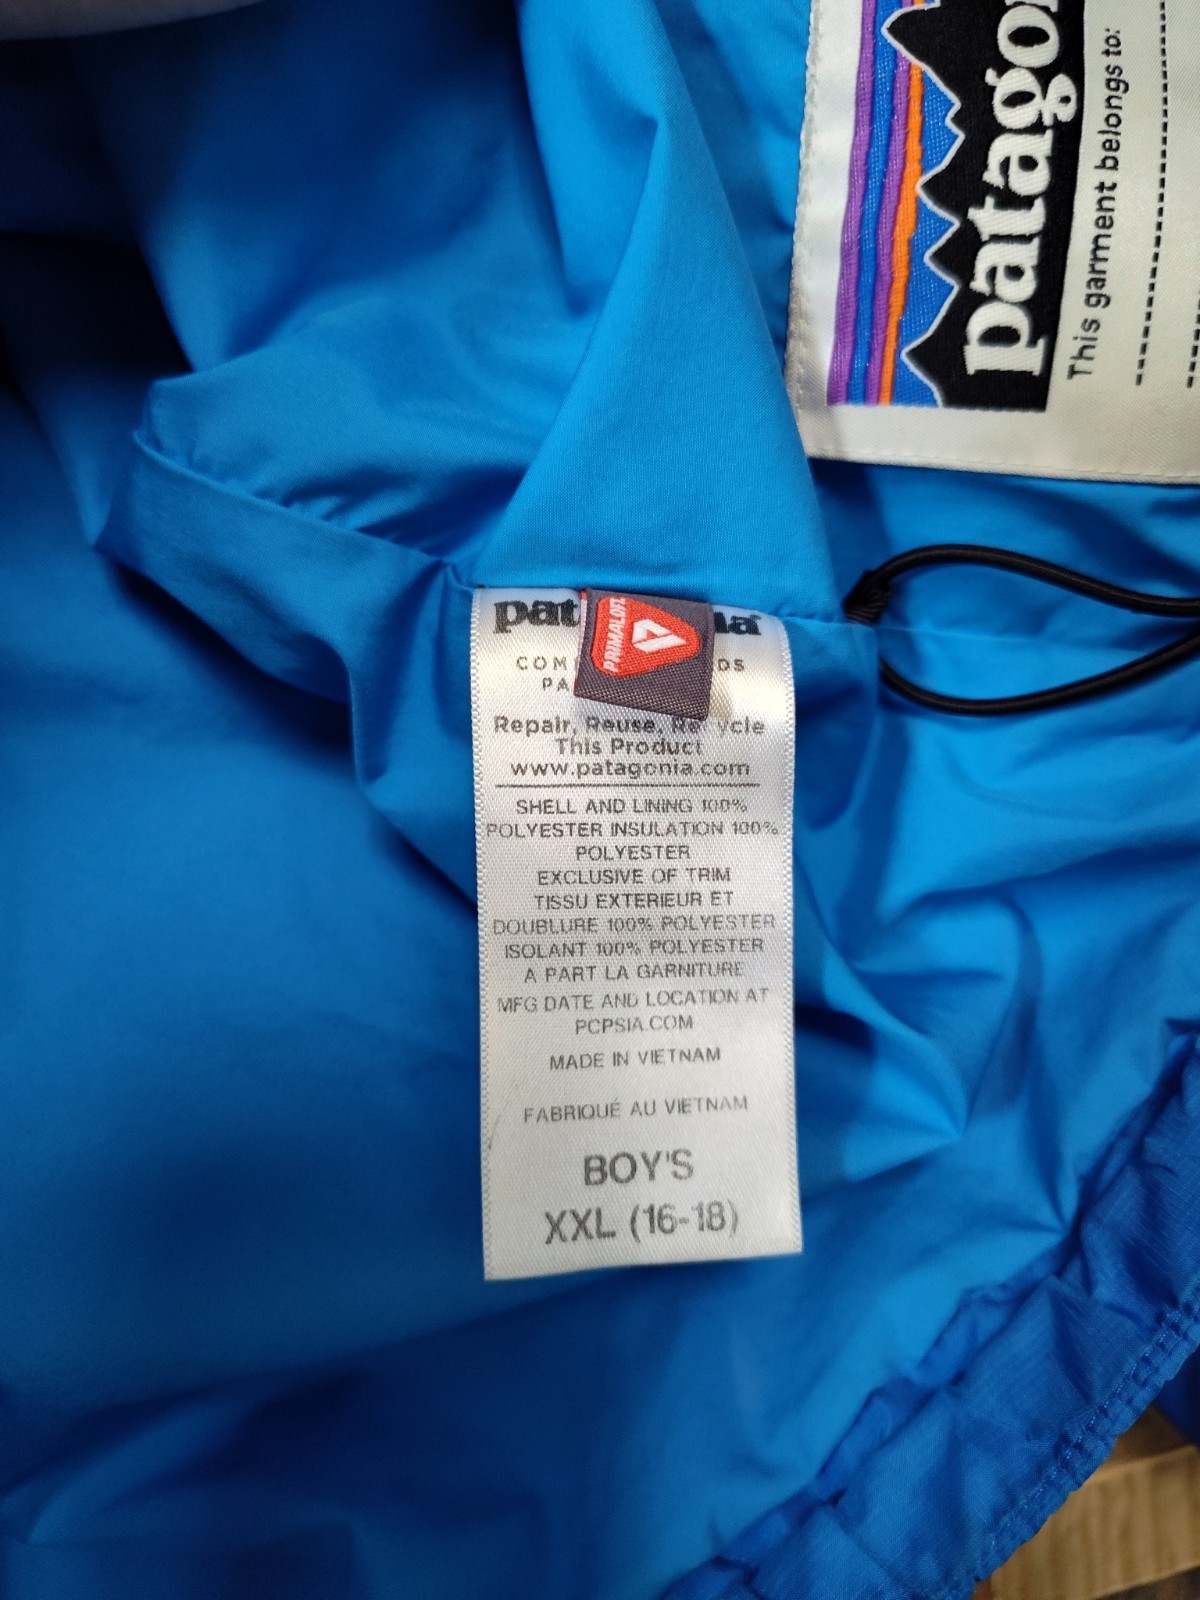 patago
This garment belongs to:
PRIMALOFT
Repair, Reuse, Recycle
This Product
www.patagonia.com
SHELL AND LINING 100%
POLYESTER INSULATION 100%
POLYESTER
EXCLUSIVE OF TRIM
TISSU EXTERIEUR ET
DOUBLURE 100% POLYESTER
ISOLANT 100% POLYESTER
A PART LA GARNITURE
MFG DATE AND LOCATION AT
PCPSIA.COM
MADE IN VIETNAM
FABRIQUÉ AU VIETNAM
BOY'S
XXL (16-18)